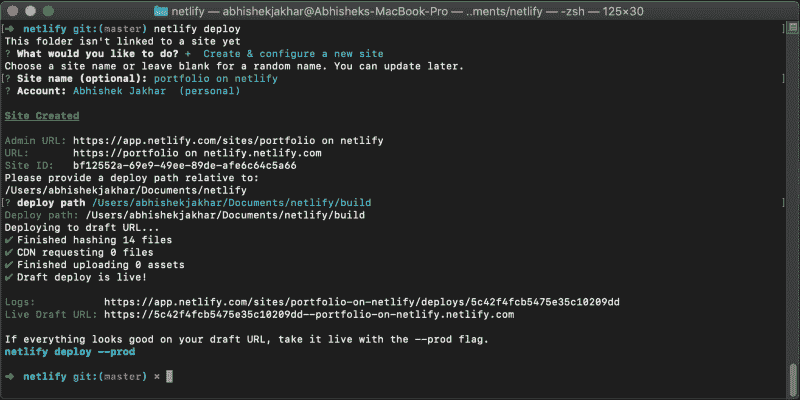 netlify — abhishekjakhar@Abhisheks-MacBook-Pro — ..ments/netlify — -zsh — 125×30
[➜ netlify git:(master) netlify deploy ]
This folder isn't linked to a site yet
? What would you like to do? + Create & configure a new site
Choose a site name or leave blank for a random name. You can update later.
[? Site name (optional): portfolio on netlify ]
? Account: Abhishek Jakhar (personal)
Site Created
Admin URL: https://app.netlify.com/sites/portfolio on netlify
URL: https://portfolio on netlify.netlify.com
Site ID: bf12552a-69e9-49ee-89de-afe6c64c5a66
Please provide a deploy path relative to:
/Users/abhishekjakhar/Documents/netlify
[? deploy path /Users/abhishekjakhar/Documents/netlify/build ]
Deploy path: /Users/abhishekjakhar/Documents/netlify/build
Deploying to draft URL...
✔ Finished hashing 14 files
✔ CDN requesting 0 files
✔ Finished uploading 0 assets
✔ Draft deploy is live!
Logs: https://app.netlify.com/sites/portfolio-on-netlify/deploys/5c42f4fcb5475e35c10209dd
Live Draft URL: https://5c42f4fcb5475e35c10209dd--portfolio-on-netlify.netlify.com
If everything looks good on your draft URL, take it live with the --prod flag.
netlify deploy --prod
➜ netlify git:(master) ×